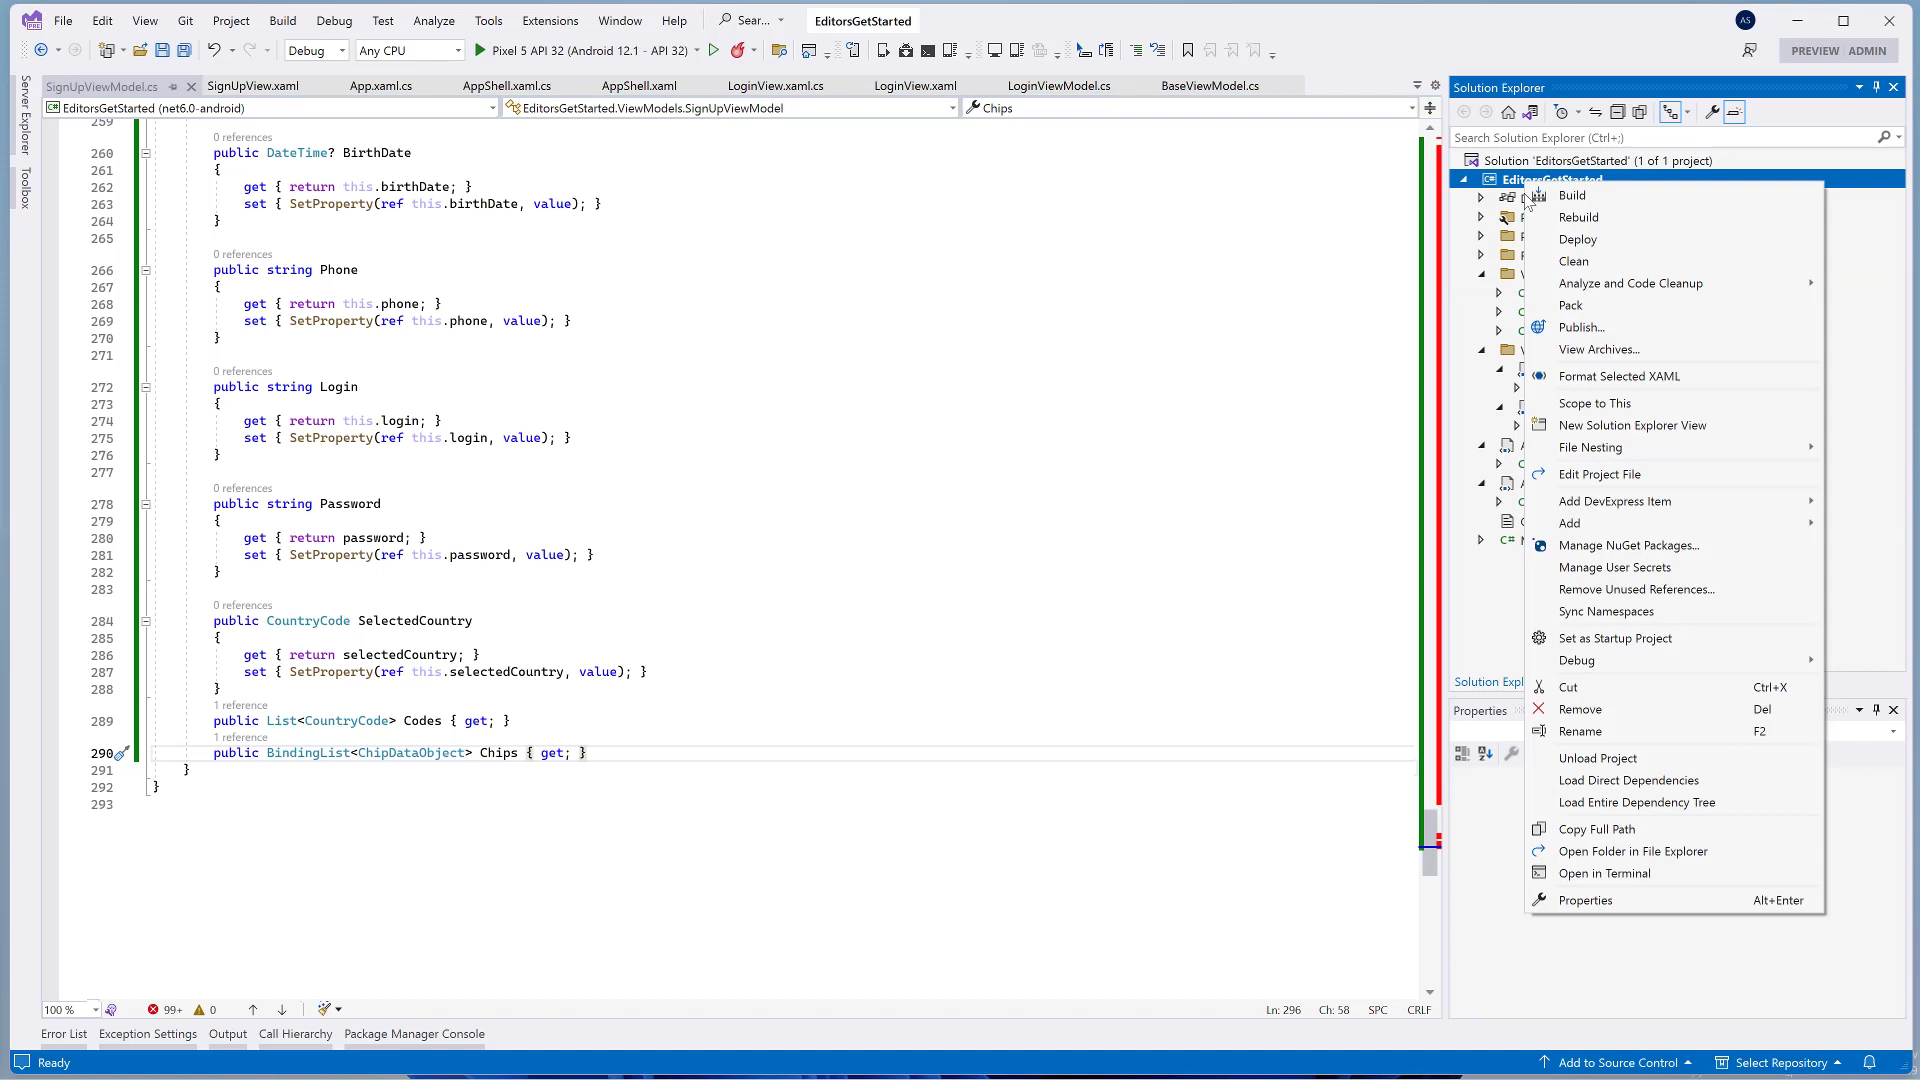 File Edit View Git Project Build Debug Test Analyze Tools Extensions Window Help Sear... EditorsGetStarted AS
Debug Any CPU Pixel 5 API 32 (Android 12.1 - API 32) PREVIEW ADMIN
SignUpViewModel.cs SignUpView.xaml App.xaml.cs AppShell.xaml.cs AppShell.xaml LoginView.xaml.cs LoginView.xaml LoginViewModel.cs BaseViewModel.cs
EditorsGetStarted (net6.0-android) EditorsGetStarted.ViewModels.SignUpViewModel Chips
Server Explorer
Toolbox
259
0 references
260 public DateTime? BirthDate
261 {
262 get { return this.birthDate; }
263 set { SetProperty(ref this.birthDate, value); }
264 }
265
0 references
266 public string Phone
267 {
268 get { return this.phone; }
269 set { SetProperty(ref this.phone, value); }
270 }
271
0 references
272 public string Login
273 {
274 get { return this.login; }
275 set { SetProperty(ref this.login, value); }
276 }
277
0 references
278 public string Password
279 {
280 get { return password; }
281 set { SetProperty(ref this.password, value); }
282 }
283
0 references
284 public CountryCode SelectedCountry
285 {
286 get { return selectedCountry; }
287 set { SetProperty(ref this.selectedCountry, value); }
288 }
1 reference
289 public List<CountryCode> Codes { get; }
1 reference
290 public BindingList<ChipDataObject> Chips { get; }
291 }
292 }
293
100 % 99+ 0 Ln: 296 Ch: 58 SPC CRLF
Error List Exception Settings Output Call Hierarchy Package Manager Console
Solution Explorer
Search Solution Explorer (Ctrl+;)
Solution 'EditorsGetStarted' (1 of 1 project)
EditorsGetStarted
Build
Rebuild
Deploy
Clean
Analyze and Code Cleanup
Pack
Publish...
View Archives...
Format Selected XAML
Scope to This
New Solution Explorer View
File Nesting
Edit Project File
Add DevExpress Item
Add
Manage NuGet Packages...
Manage User Secrets
Remove Unused References...
Sync Namespaces
Set as Startup Project
Debug
Cut Ctrl+X
Remove Del
Rename F2
Unload Project
Load Direct Dependencies
Load Entire Dependency Tree
Copy Full Path
Open Folder in File Explorer
Open in Terminal
Properties Alt+Enter
Solution Expl
Properties
Ready Add to Source Control Select Repository